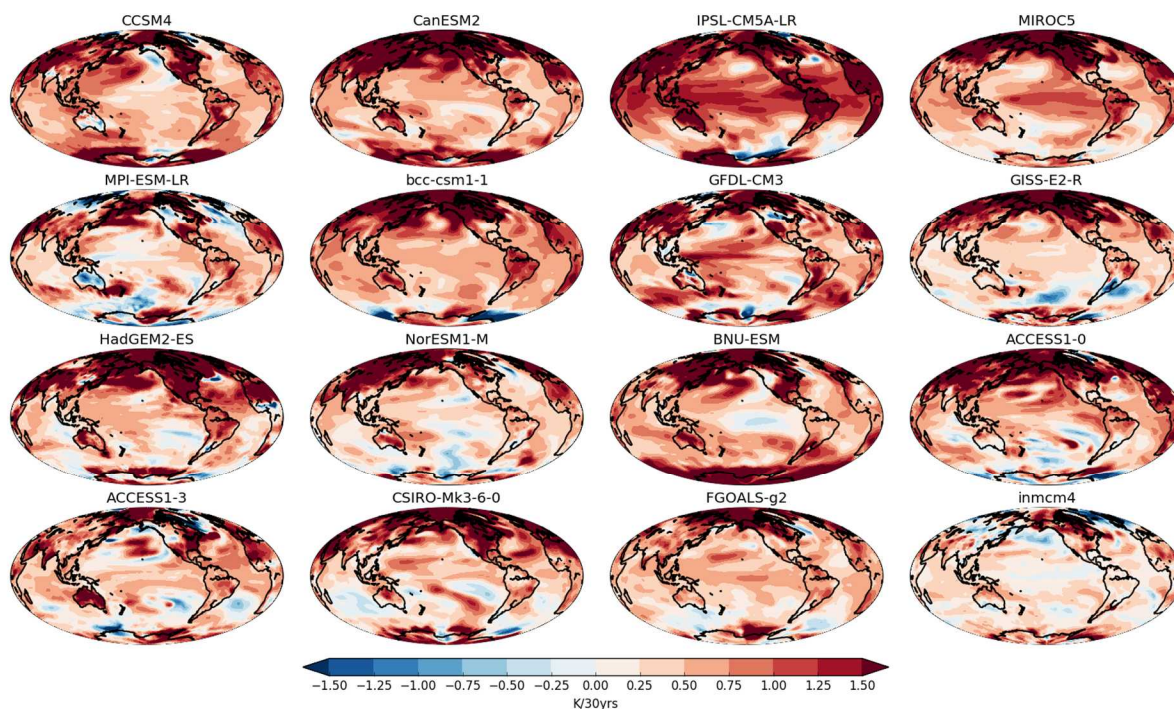 CCSM4 CanESM2 IPSL-CM5A-LR MIROC5
MPI-ESM-LR bcc-csm1-1 GFDL-CM3 GISS-E2-R
HadGEM2-ES NorESM1-M BNU-ESM ACCESS1-0
ACCESS1-3 CSIRO-Mk3-6-0 FGOALS-g2 inmcm4
−1.50 −1.25 −1.00 −0.75 −0.50 −0.25 0.00 0.25 0.50 0.75 1.00 1.25 1.50
K/30yrs